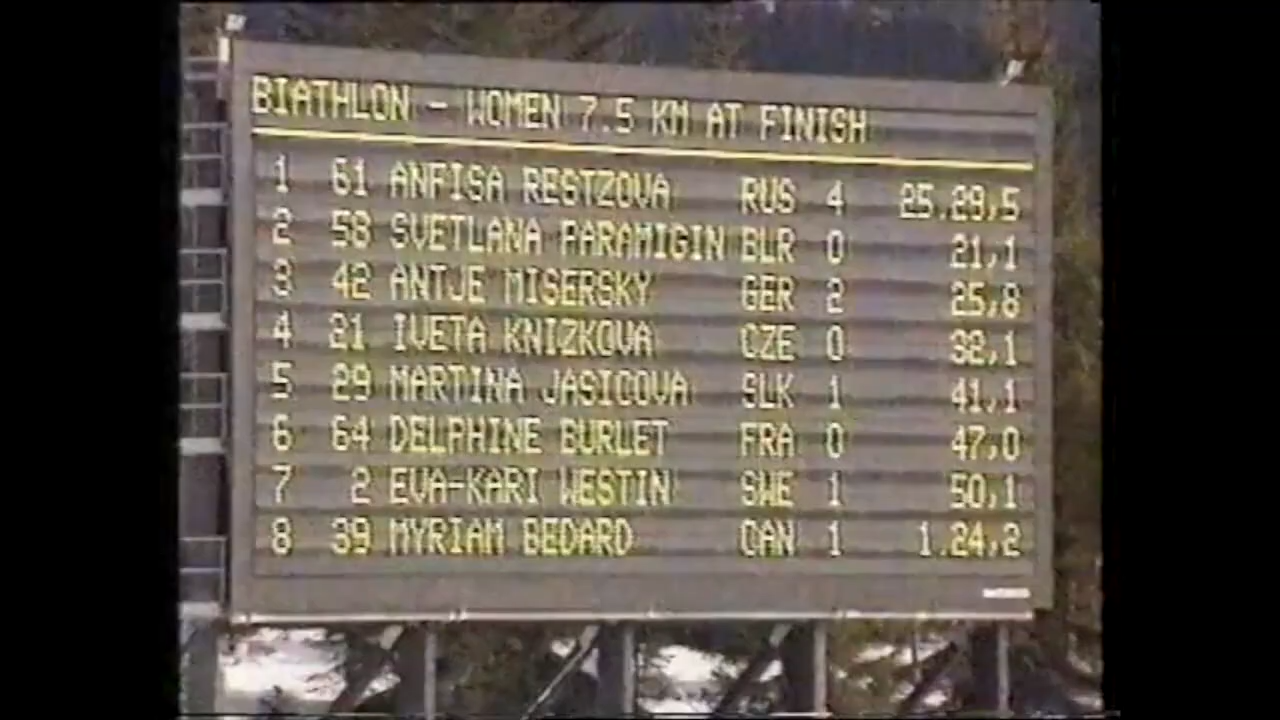 BIATHLON - WOMEN 7.5 KM AT FINISH
1 61 ANFISA RESTZOVA RUS 4 25.29,5
2 58 SVETLANA PARAMIGIN BLR 0 21,1
3 42 ANTJE MISERSKY GER 2 25,8
4 21 IVETA KNIZKOVA CZE 0 32,1
5 29 MARTINA JASICOVA SLK 1 41,1
6 64 DELPHINE BURLET FRA 0 47,0
7 2 EVA-KARI WESTIN SWE 1 50,1
8 39 MYRIAM BEDARD CAN 1 1.24,2